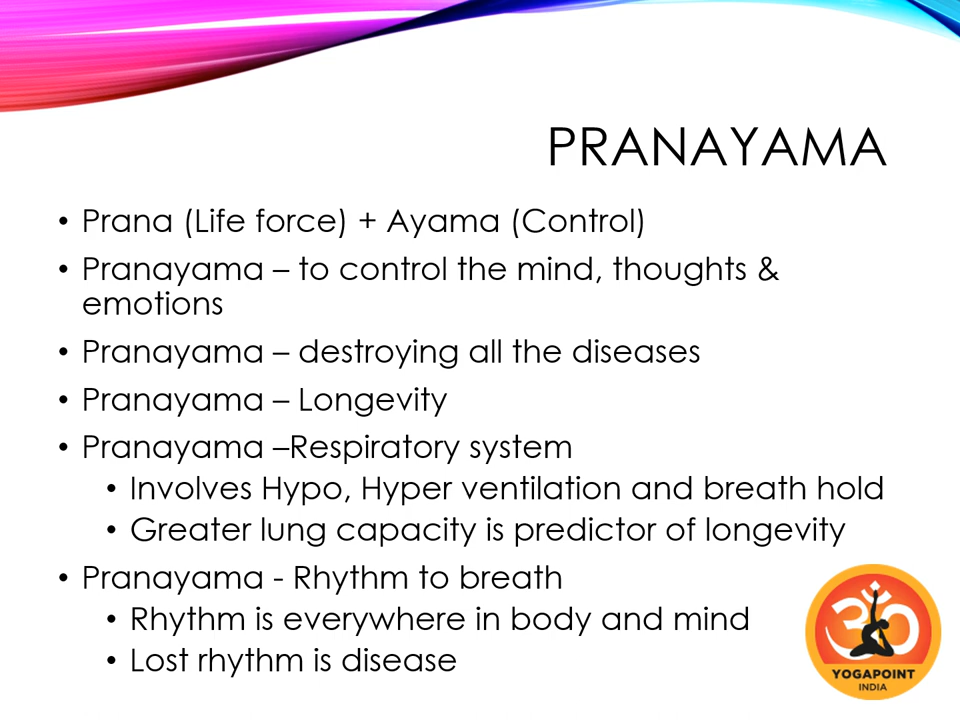 PRANAYAMA
• Prana (Life force) + Ayama (Control)
• Pranayama – to control the mind, thoughts &
emotions
• Pranayama – destroying all the diseases
• Pranayama – Longevity
• Pranayama –Respiratory system
• Involves Hypo, Hyper ventilation and breath hold
• Greater lung capacity is predictor of longevity
• Pranayama - Rhythm to breath
• Rhythm is everywhere in body and mind
• Lost rhythm is disease
ॐ
YOGAPOINT
INDIA